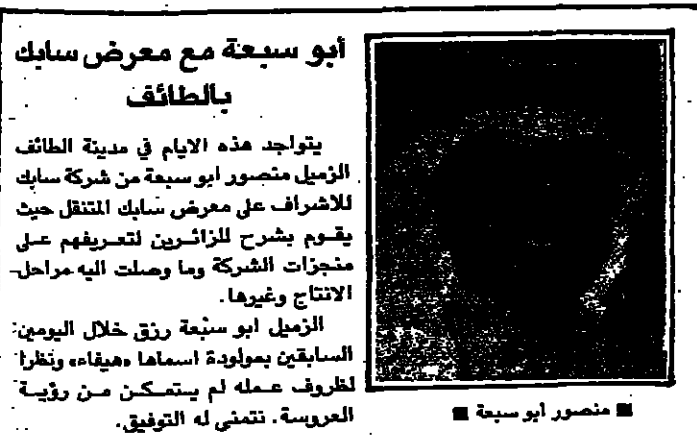 أبو سبعة مع معرض سابك
بالطائف
يتواجد هذه الايام في مدينة الطائف
الزميل منصور ابو سبعة من شركة سابك
للاشراف على معرض سابك المتنقل حيث
يقوم بشرح للزائرين لتعريفهم على
منجزات الشركة وما وصلت اليه مراحل
الانتاج وغيرها.
الزميل ابو سبعة رزق خلال اليومين
السابقين بمولودة اسماها «هيفاء» ونظرا
لظروف عمله لم يتمكن من رؤية
العروسة. نتمنى له التوفيق.
■ منصور ابو سبعة ■